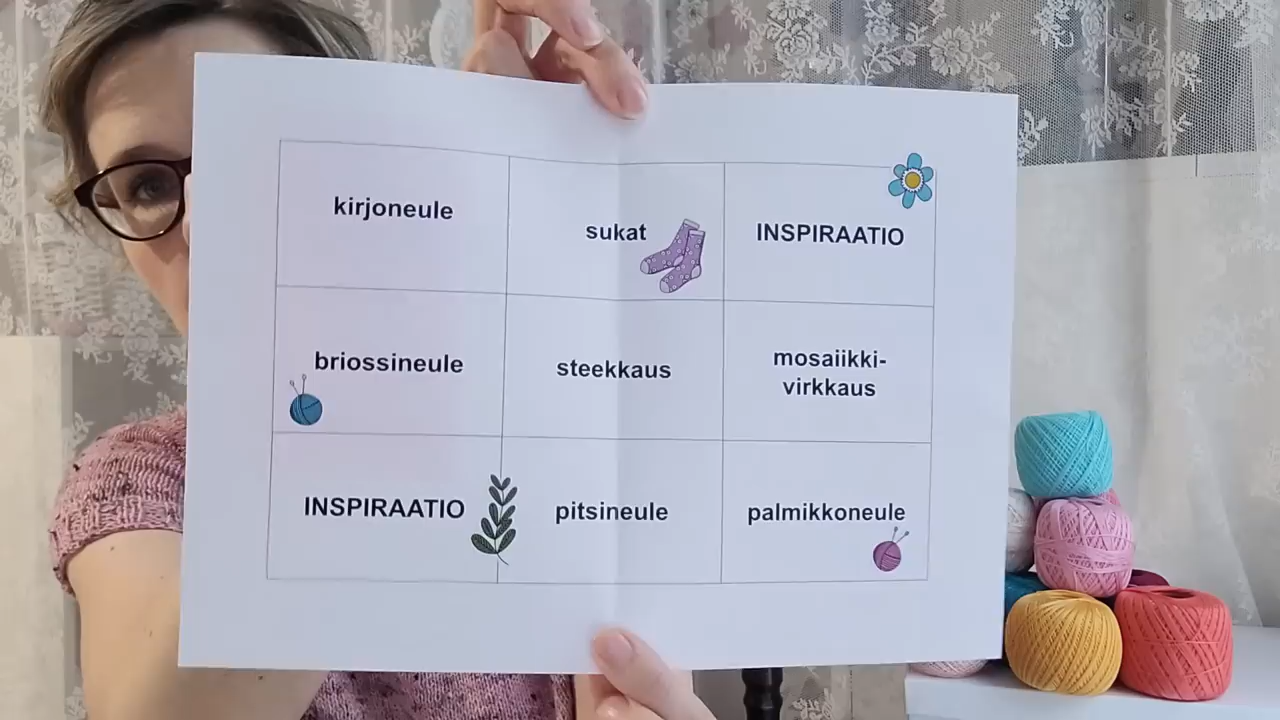 kirjoneule
sukat
INSPIRAATIO
briossineule
steekkaus
mosaiikki-
virkkaus
INSPIRAATIO
pitsineule
palmikkoneule